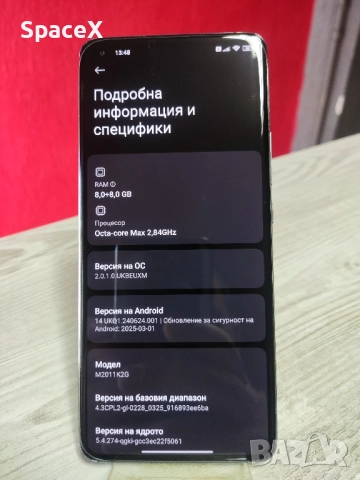 SpaceX
13:48
Подробна
информация и
специфики
RAM
8,0+8,0 GB
Процесор
Octa-core Max 2,84GHz
Версия на ОС
2.0.1.0.UKBEUXM
Версия на Android
14 UKQ1.240624.001 | Обновление за сигурност на
Android: 2025-03-01
Модел
M2011K2G
Версия на базовия диапазон
4.3CPL2-gl-0228_0325_916893ee6ba
Версия на ядрото
5.4.274-qgki-gcc3ec22f5061
BAZAR